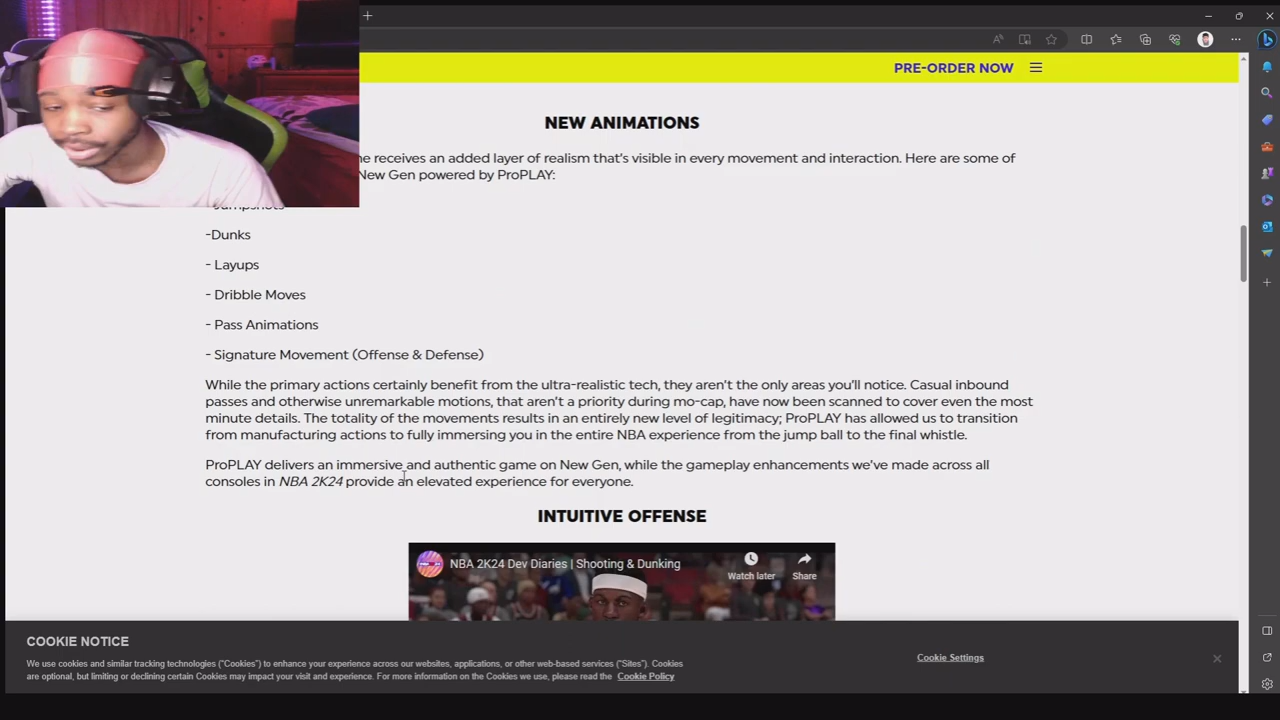 PRE-ORDER NOW
NEW ANIMATIONS
receives an added layer of realism that's visible in every movement and interaction. Here are some of
New Gen powered by ProPLAY:
- Jumpshots
-Dunks
- Layups
- Dribble Moves
- Pass Animations
- Signature Movement (Offense & Defense)
While the primary actions certainly benefit from the ultra-realistic tech, they aren't the only areas you'll notice. Casual inbound
passes and otherwise unremarkable motions, that aren't a priority during mo-cap, have now been scanned to cover even the most
minute details. The totality of the movements results in an entirely new level of legitimacy; ProPLAY has allowed us to transition
from manufacturing actions to fully immersing you in the entire NBA experience from the jump ball to the final whistle.
ProPLAY delivers an immersive and authentic game on New Gen, while the gameplay enhancements we've made across all
consoles in NBA 2K24 provide an elevated experience for everyone.
INTUITIVE OFFENSE
NBA 2K24 Dev Diaries | Shooting & Dunking
Watch later
Share
COOKIE NOTICE
We use cookies and similar tracking technologies ("Cookies") to enhance your experience across our websites, applications, or other web-based services ("Sites"). Cookies
are optional, but limiting or declining certain Cookies may impact your visit and experience. For more information on the Cookies we use, please read the Cookie Policy
Cookie Settings